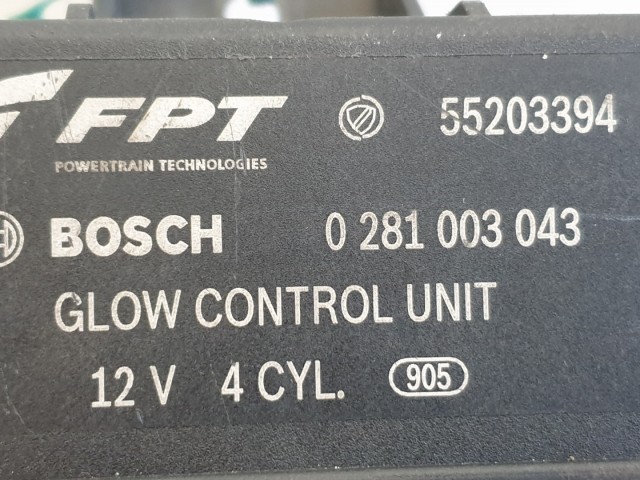 FPT 55203394
POWERTRAIN TECHNOLOGIES
BOSCH 0 281 003 043
GLOW CONTROL UNIT
12 V 4 CYL. 905